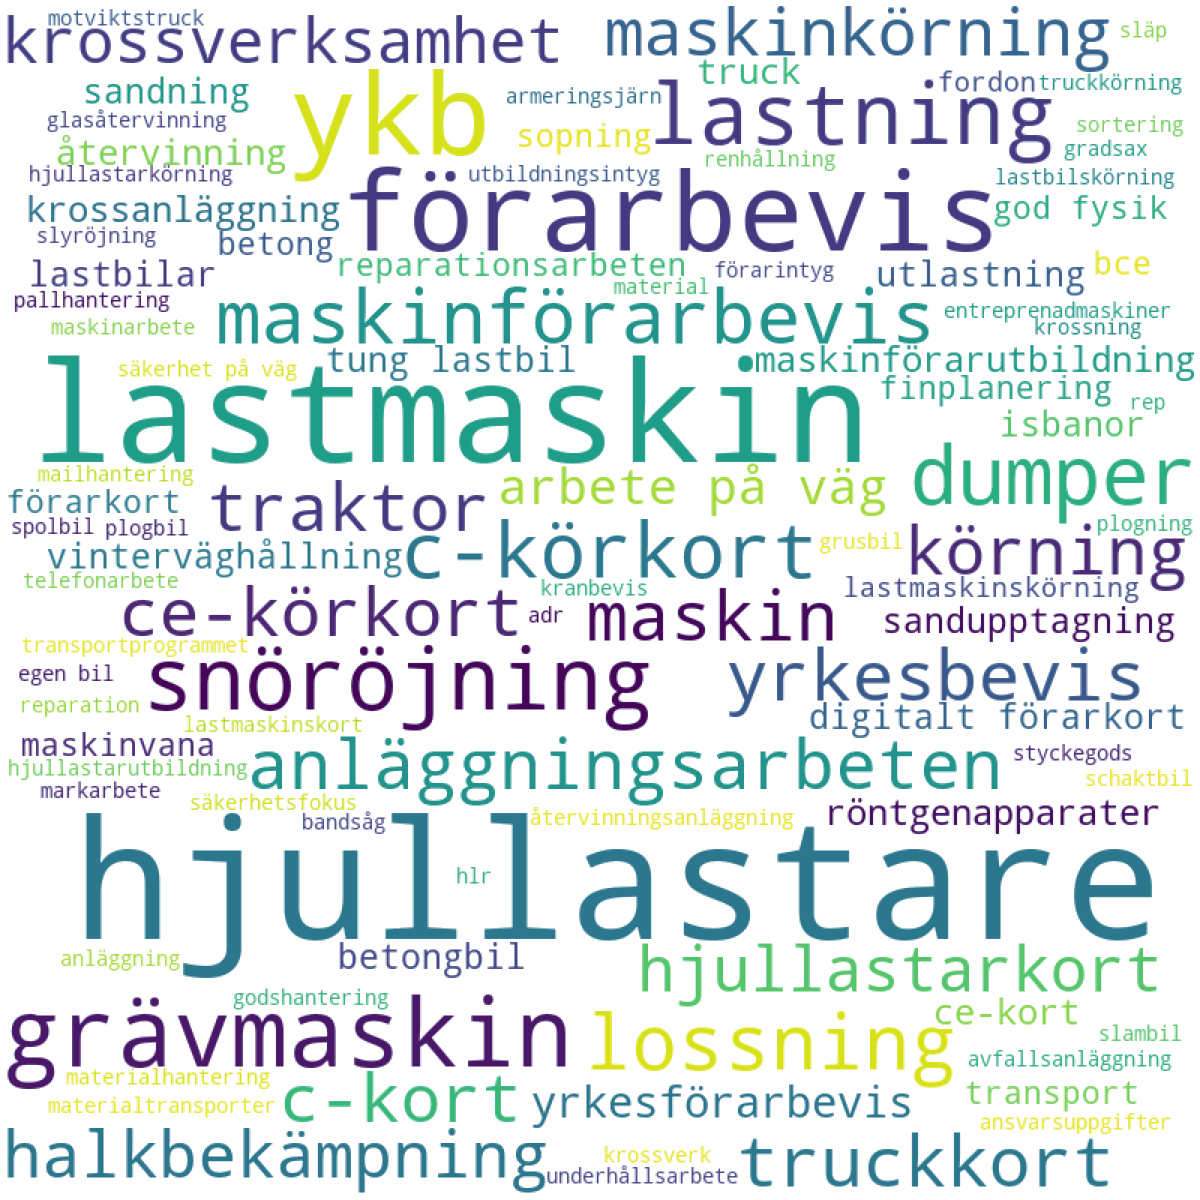 motviktstruck
krossverksamhet
maskinkörning
släp
sandning
ykb
armeringsjärn
truck
fordon
truckkörning
glasåtervinning
sopning
lastning
sortering
återvinning
renhållning
gradsax
hjullastarkörning
utbildningsintyg
förarbevis
lastbilskörning
krossanläggning
god fysik
slyröjning
betong
lastbilar
reparationsarbeten
förarintyg
utlastning
bce
pallhantering
material
maskinarbete
maskinförarbevis
entreprenadmaskiner
krossning
säkerhet på väg
tung lastbil
maskinförarutbildning
lastmaskin
finplanering
rep
isbanor
mailhantering
förarkort
traktor
arbete på väg
dumper
spolbil
plogbil
plogning
vinterväghållning
c-körkort
grusbil
körning
telefonarbete
kranbevis
lastmaskinskörning
ce-körkort
adr
maskin
sandupptagning
transportprogrammet
egen bil
snöröjning
yrkesbevis
reparation
lastmaskinskort
digitalt förarkort
maskinvana
anläggningsarbeten
styckegods
hjullastarutbildning
schaktbil
markarbete
säkerhetsfokus
bandsåg
återvinningsanläggning
röntgenapparater
hjullastare
hlr
anläggning
betongbil
hjullastarkort
godshantering
grävmaskin
lossning
ce-kort
slambil
avfallsanläggning
materialhantering
c-kort
yrkesförarbevis
transport
materialtransporter
ansvarsuppgifter
halkbekämpning
krossverk
underhållsarbete
truckkort